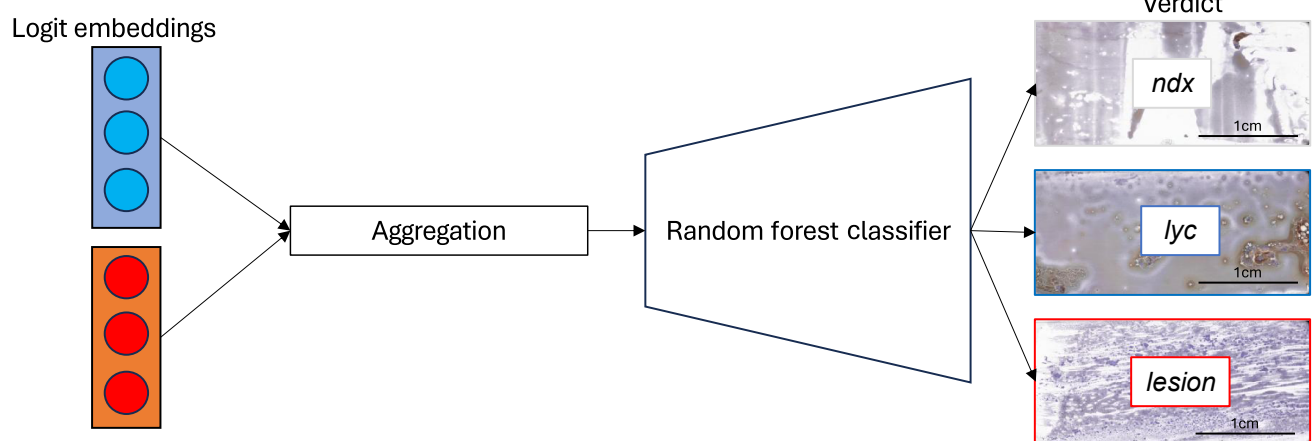 Verdict
Logit embeddings
ndx
1cm
Aggregation
Random forest classifier
lyc
1cm
lesion
1cm